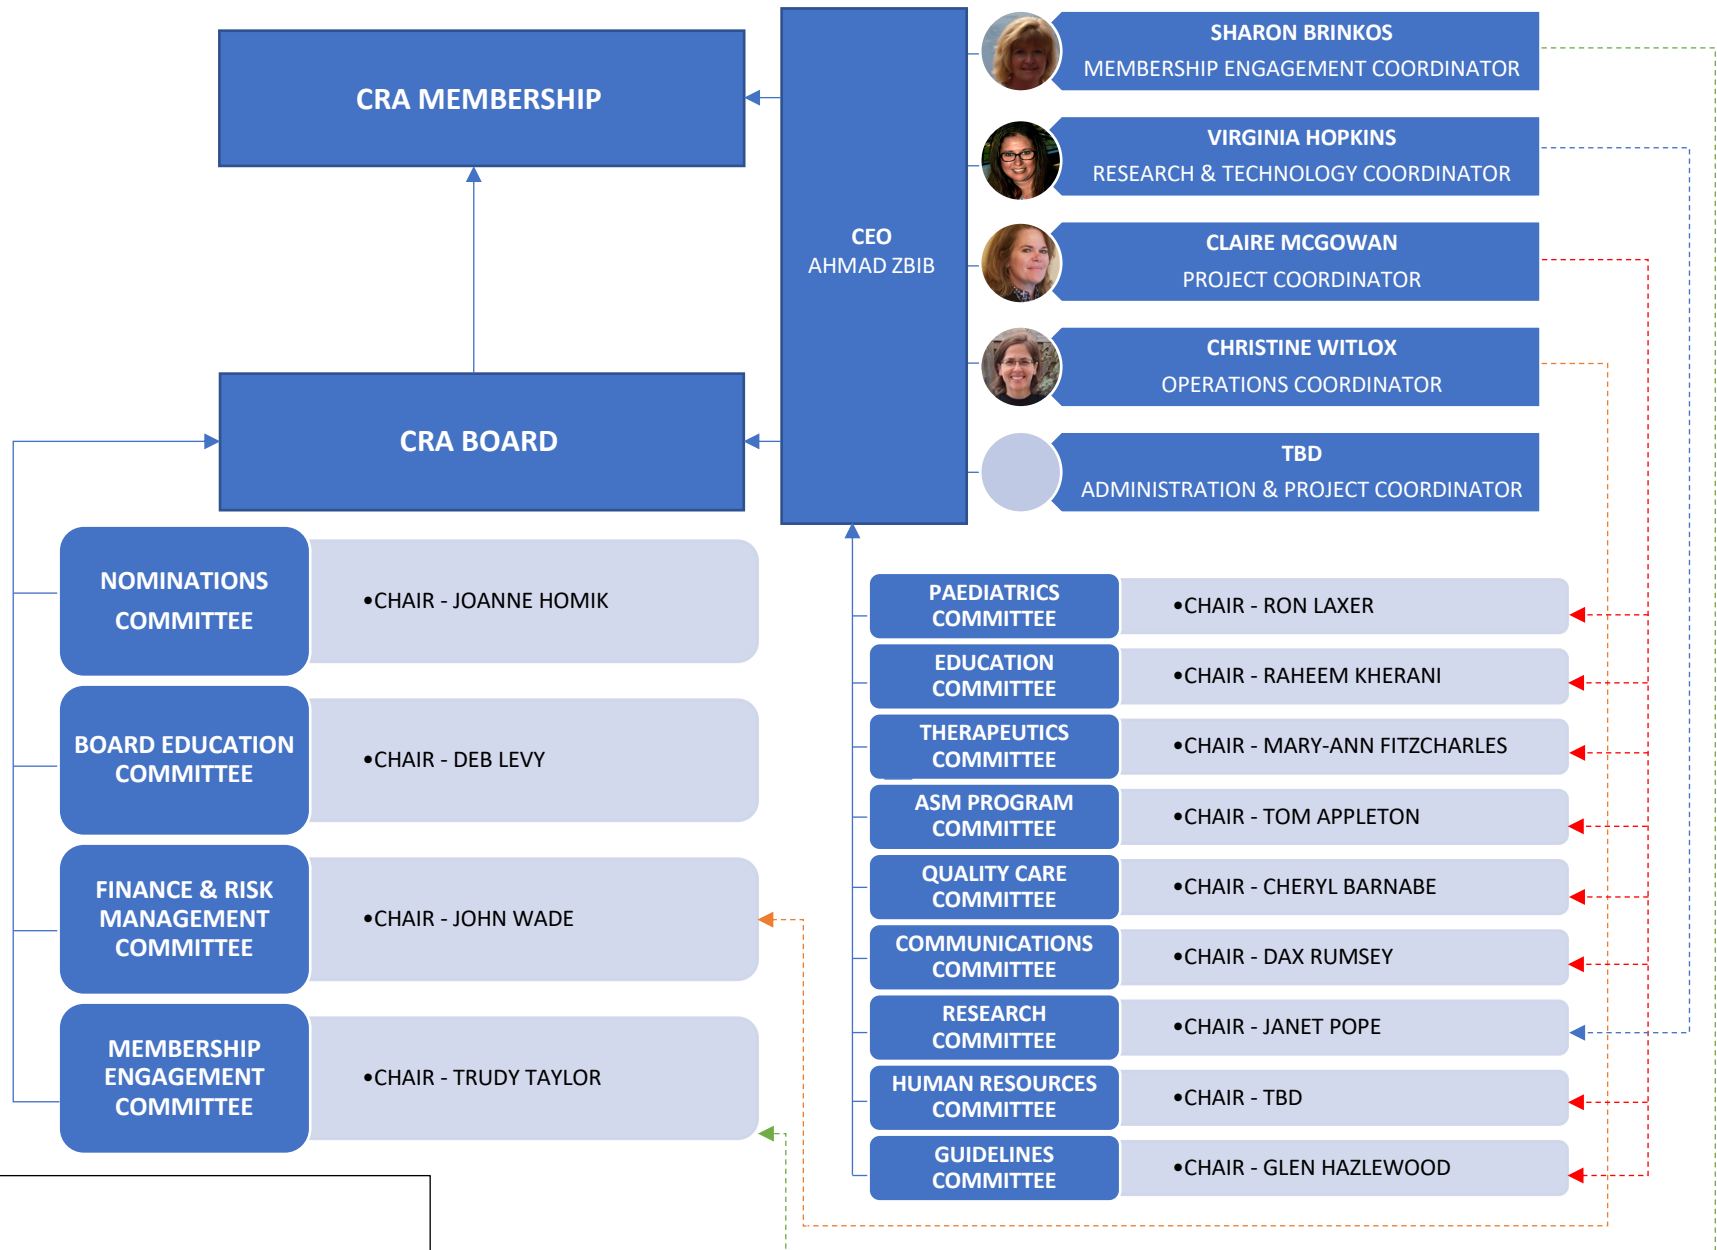 CRA MEMBERSHIP
CRA BOARD
CEO
AHMAD ZBIB
SHARON BRINKOS
MEMBERSHIP ENGAGEMENT COORDINATOR
VIRGINIA HOPKINS
RESEARCH & TECHNOLOGY COORDINATOR
CLAIRE MCGOWAN
PROJECT COORDINATOR
CHRISTINE WITLOX
OPERATIONS COORDINATOR
TBD
ADMINISTRATION & PROJECT COORDINATOR
NOMINATIONS
COMMITTEE
•CHAIR - JOANNE HOMIK
BOARD EDUCATION
COMMITTEE
•CHAIR - DEB LEVY
FINANCE & RISK
MANAGEMENT
COMMITTEE
•CHAIR - JOHN WADE
MEMBERSHIP
ENGAGEMENT
COMMITTEE
•CHAIR - TRUDY TAYLOR
PAEDIATRICS
COMMITTEE
•CHAIR - RON LAXER
EDUCATION
COMMITTEE
•CHAIR - RAHEEM KHERANI
THERAPEUTICS
COMMITTEE
•CHAIR - MARY-ANN FITZCHARLES
ASM PROGRAM
COMMITTEE
•CHAIR - TOM APPLETON
QUALITY CARE
COMMITTEE
•CHAIR - CHERYL BARNABE
COMMUNICATIONS
COMMITTEE
•CHAIR - DAX RUMSEY
RESEARCH
COMMITTEE
•CHAIR - JANET POPE
HUMAN RESOURCES
COMMITTEE
•CHAIR - TBD
GUIDELINES
COMMITTEE
•CHAIR - GLEN HAZLEWOOD